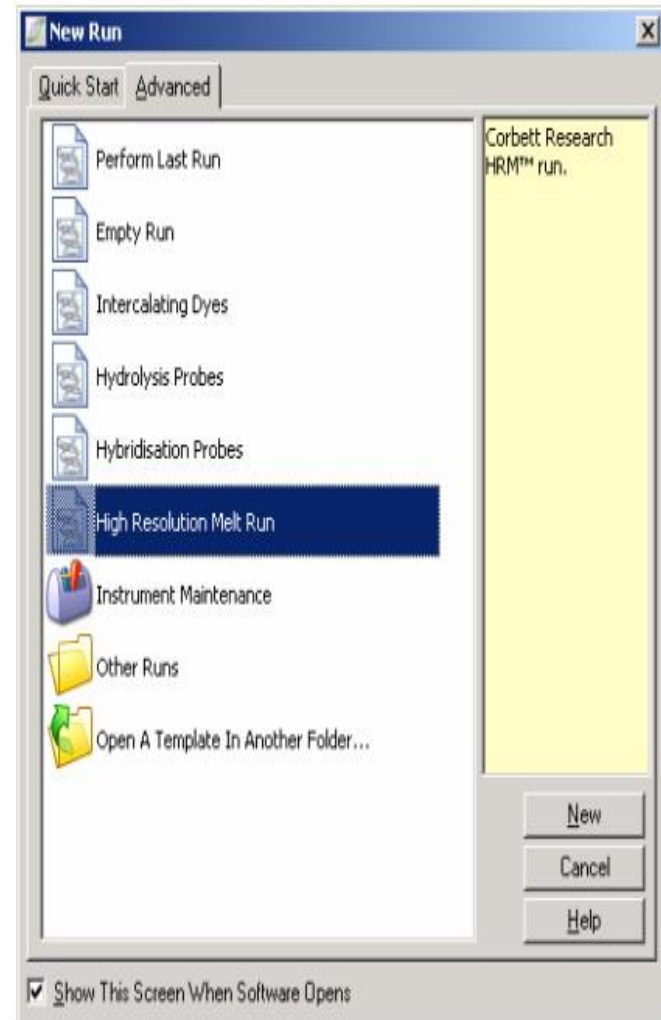 New Run
Quick Start Advanced
Perform Last Run
Empty Run
Intercalating Dyes
Hydrolysis Probes
Hybridisation Probes
High Resolution Melt Run
Instrument Maintenance
Other Runs
Open A Template In Another Folder...
Corbett Research
HRM™ run.
New
Cancel
Help
Show This Screen When Software Opens